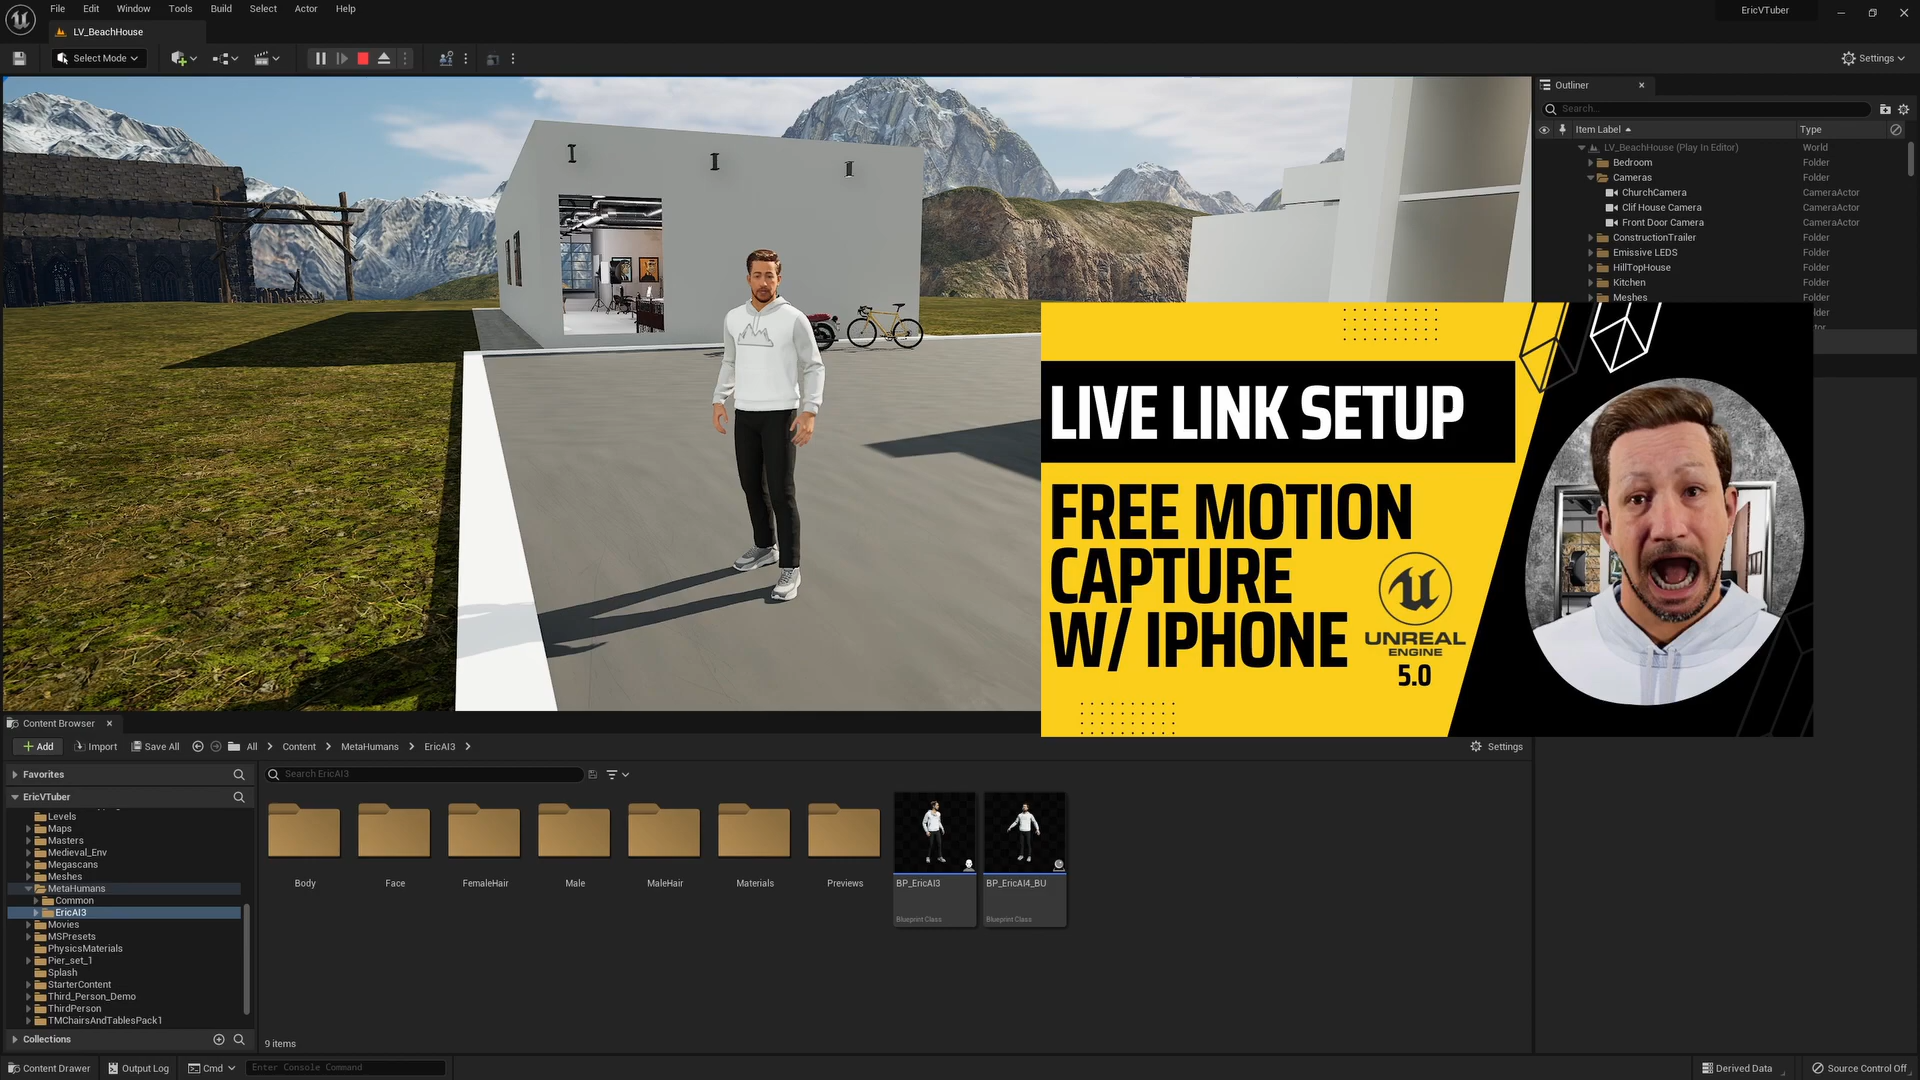 File Edit Window Tools Build Select Actor Help
EricVTuber
LV_BeachHouse
Select Mode
Settings
Outliner
Search...
Item Label Type
LV_BeachHouse (Play In Editor) World
Bedroom Folder
Cameras Folder
ChurchCamera CameraActor
Clif House Camera CameraActor
Front Door Camera CameraActor
ConstructionTrailer Folder
Emissive LEDS Folder
HillTopHouse Folder
Kitchen Folder
Meshes Folder
LIVE LINK SETUP
FREE MOTION
CAPTURE
W/ IPHONE
UNREAL
ENGINE
5.0
Content Browser
Add Import Save All All Content MetaHumans EricAI3
Settings
Favorites
Search EricAI3
EricVTuber
Levels
Maps
Masters
Medieval_Env
Megascans
Meshes
MetaHumans
Common
EricAI3
Movies
MSPresets
PhysicsMaterials
Pier_set_1
Splash
StarterContent
Third_Person_Demo
ThirdPerson
TMChairsAndTablesPack1
Collections
Body Face FemaleHair Male MaleHair Materials Previews BP_EricAI3 BP_EricAI4_BU
Blueprint Class Blueprint Class
9 items
Content Drawer Output Log Cmd Enter Console Command
Derived Data Source Control Off